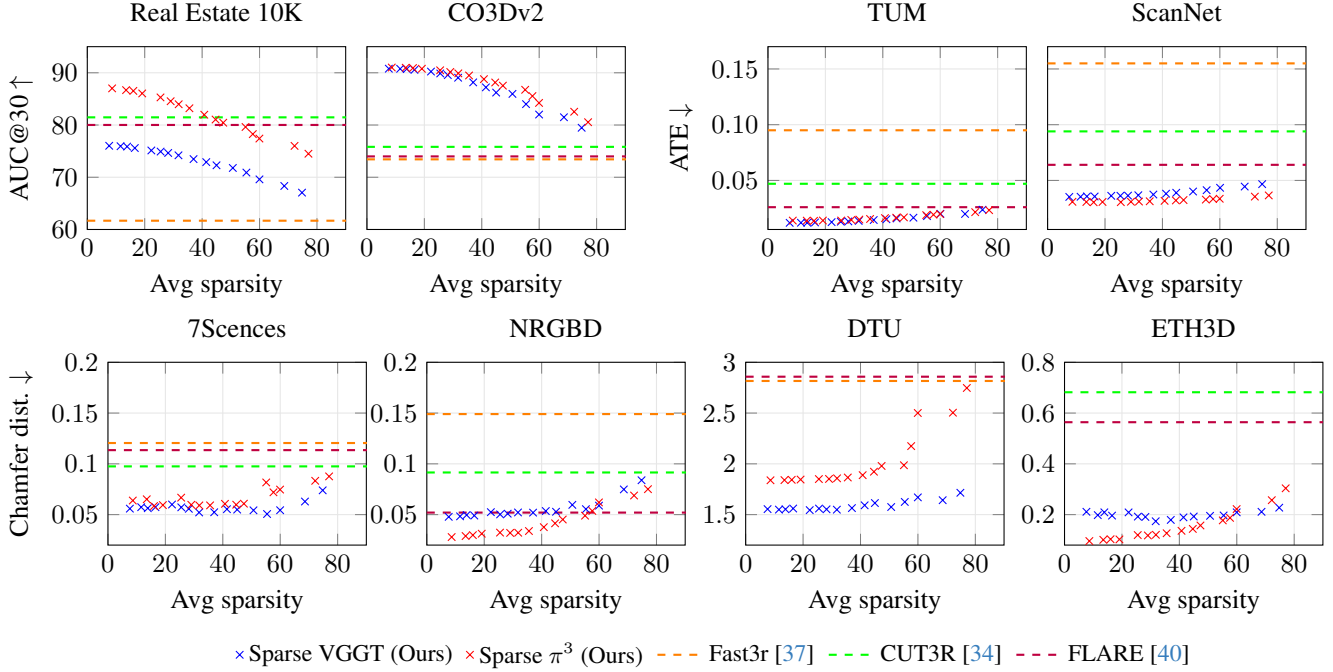 Real Estate 10K
CO3Dv2
TUM
ScanNet
AUC@30 ↑
90
80
70
60
0 20 40 60 80
0 20 40 60 80
Avg sparsity
Avg sparsity
ATE ↓
0.15
0.10
0.05
0 20 40 60 80
0 20 40 60 80
Avg sparsity
Avg sparsity
7Scences
NRGBD
DTU
ETH3D
Chamfer dist. ↓
0.2
0.15
0.1
0.05
0 20 40 60 80
Avg sparsity
0.2
0.15
0.1
0.05
0 20 40 60 80
Avg sparsity
3
2.5
2
1.5
0 20 40 60 80
Avg sparsity
0.8
0.6
0.4
0.2
0 20 40 60 80
Avg sparsity
Sparse VGGT (Ours) Sparse π³ (Ours) Fast3r [37] CUT3R [34] FLARE [40]